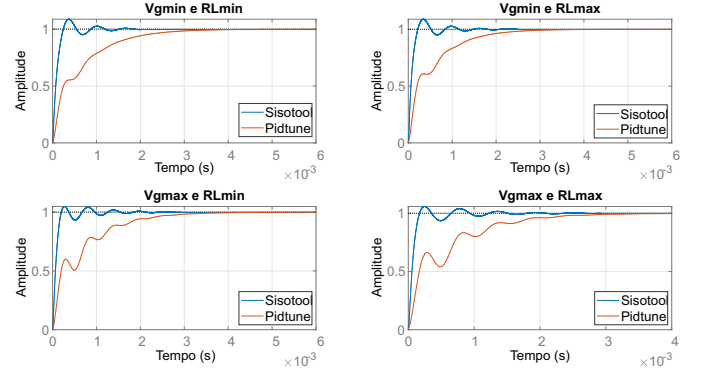 Vgmin e RLmin
Amplitude
1
0.5
0
Sisotool
Pidtune
0 1 2 3 4 5 6
Tempo (s)
×10-3
Vgmin e RLmax
Amplitude
1
0.5
0
Sisotool
Pidtune
0 1 2 3 4 5 6
Tempo (s)
×10-3
Vgmax e RLmin
Amplitude
1
0.5
0
Sisotool
Pidtune
0 1 2 3 4 5 6
Tempo (s)
×10-3
Vgmax e RLmax
Amplitude
1
0.5
0
Sisotool
Pidtune
0 1 2 3 4
Tempo (s)
×10-3